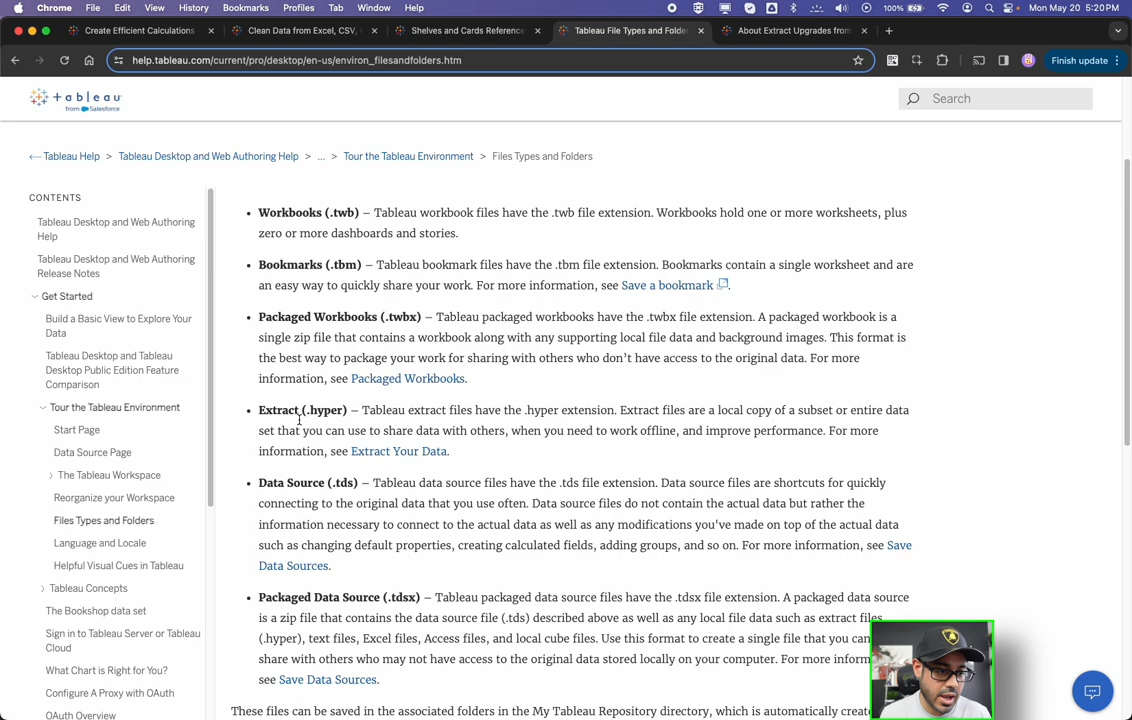 Chrome File Edit View History Bookmarks Profiles Tab Window Help 100% Mon May 20 5:20 PM
Create Efficient Calculations Clean Data from Excel, CSV, Shelves and Cards Reference Tableau File Types and Folde About Extract Upgrades from
help.tableau.com/current/pro/desktop/en-us/environ_filesandfolders.htm Finish update
+ableau
from Salesforce
Search
Tableau Help > Tableau Desktop and Web Authoring Help > ... > Tour the Tableau Environment > Files Types and Folders
CONTENTS
Tableau Desktop and Web Authoring
Help
Tableau Desktop and Web Authoring
Release Notes
Get Started
Build a Basic View to Explore Your
Data
Tableau Desktop and Tableau
Desktop Public Edition Feature
Comparison
Tour the Tableau Environment
Start Page
Data Source Page
The Tableau Workspace
Reorganize your Workspace
Files Types and Folders
Language and Locale
Helpful Visual Cues in Tableau
Tableau Concepts
The Bookshop data set
Sign in to Tableau Server or Tableau
Cloud
What Chart is Right for You?
Configure A Proxy with OAuth
OAuth Overview
• Workbooks (.twb) – Tableau workbook files have the .twb file extension. Workbooks hold one or more worksheets, plus
zero or more dashboards and stories.
• Bookmarks (.tbm) – Tableau bookmark files have the .tbm file extension. Bookmarks contain a single worksheet and are
an easy way to quickly share your work. For more information, see Save a bookmark.
• Packaged Workbooks (.twbx) – Tableau packaged workbooks have the .twbx file extension. A packaged workbook is a
single zip file that contains a workbook along with any supporting local file data and background images. This format is
the best way to package your work for sharing with others who don't have access to the original data. For more
information, see Packaged Workbooks.
• Extract (.hyper) – Tableau extract files have the .hyper extension. Extract files are a local copy of a subset or entire data
set that you can use to share data with others, when you need to work offline, and improve performance. For more
information, see Extract Your Data.
• Data Source (.tds) – Tableau data source files have the .tds file extension. Data source files are shortcuts for quickly
connecting to the original data that you use often. Data source files do not contain the actual data but rather the
information necessary to connect to the actual data as well as any modifications you've made on top of the actual data
such as changing default properties, creating calculated fields, adding groups, and so on. For more information, see Save
Data Sources.
• Packaged Data Source (.tdsx) – Tableau packaged data source files have the .tdsx file extension. A packaged data source
is a zip file that contains the data source file (.tds) described above as well as any local file data such as extract files
(.hyper), text files, Excel files, Access files, and local cube files. Use this format to create a single file that you can
share with others who may not have access to the original data stored locally on your computer. For more inform
see Save Data Sources.
These files can be saved in the associated folders in the My Tableau Repository directory, which is automatically create